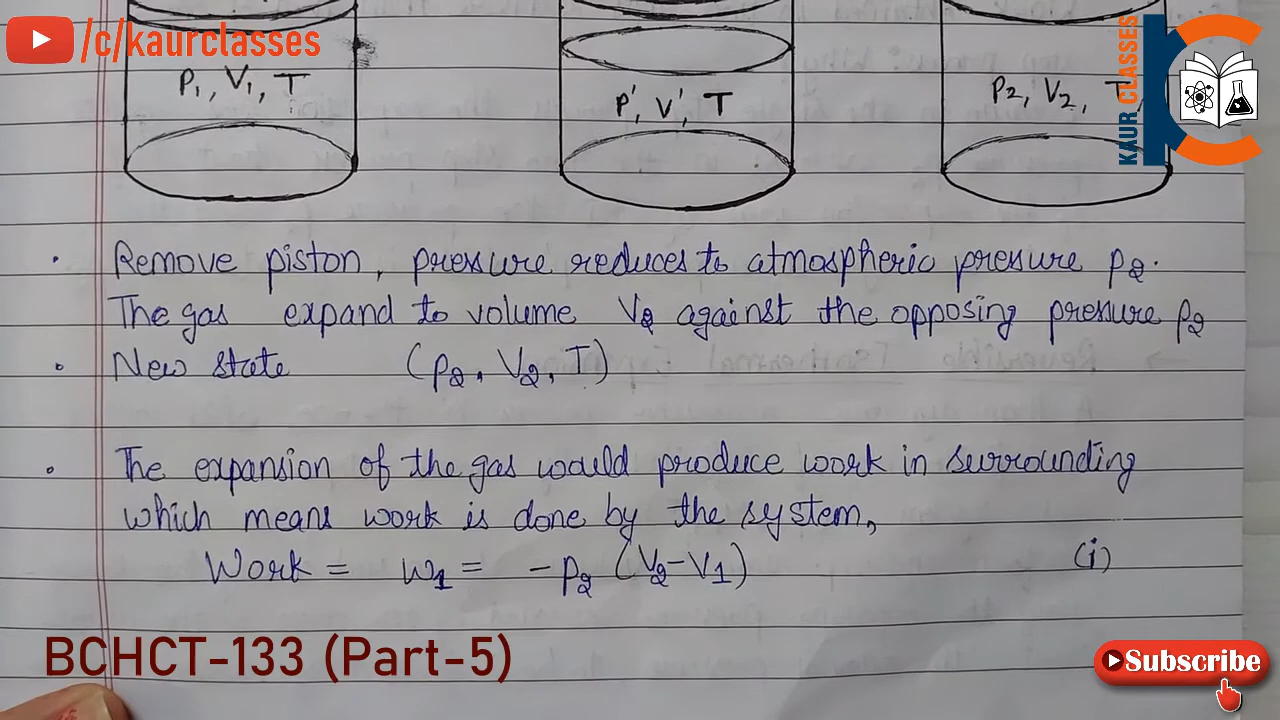 /c/kaurclasses
KAUR CLASSES
P1, V1, T
P', V', T
P2, V2, T,
Remove piston, pressure reduces to atmospheric presure p2.
The gas expand to volume V2 against the opposing pressure p2
New state (p2, V2, T)
The expansion of the gas would produce work in surrounding
which means work is done by the system,
Work = w1 = -p2 (V2-V1) (i)
BCHCT-133 (Part-5)
Subscribe